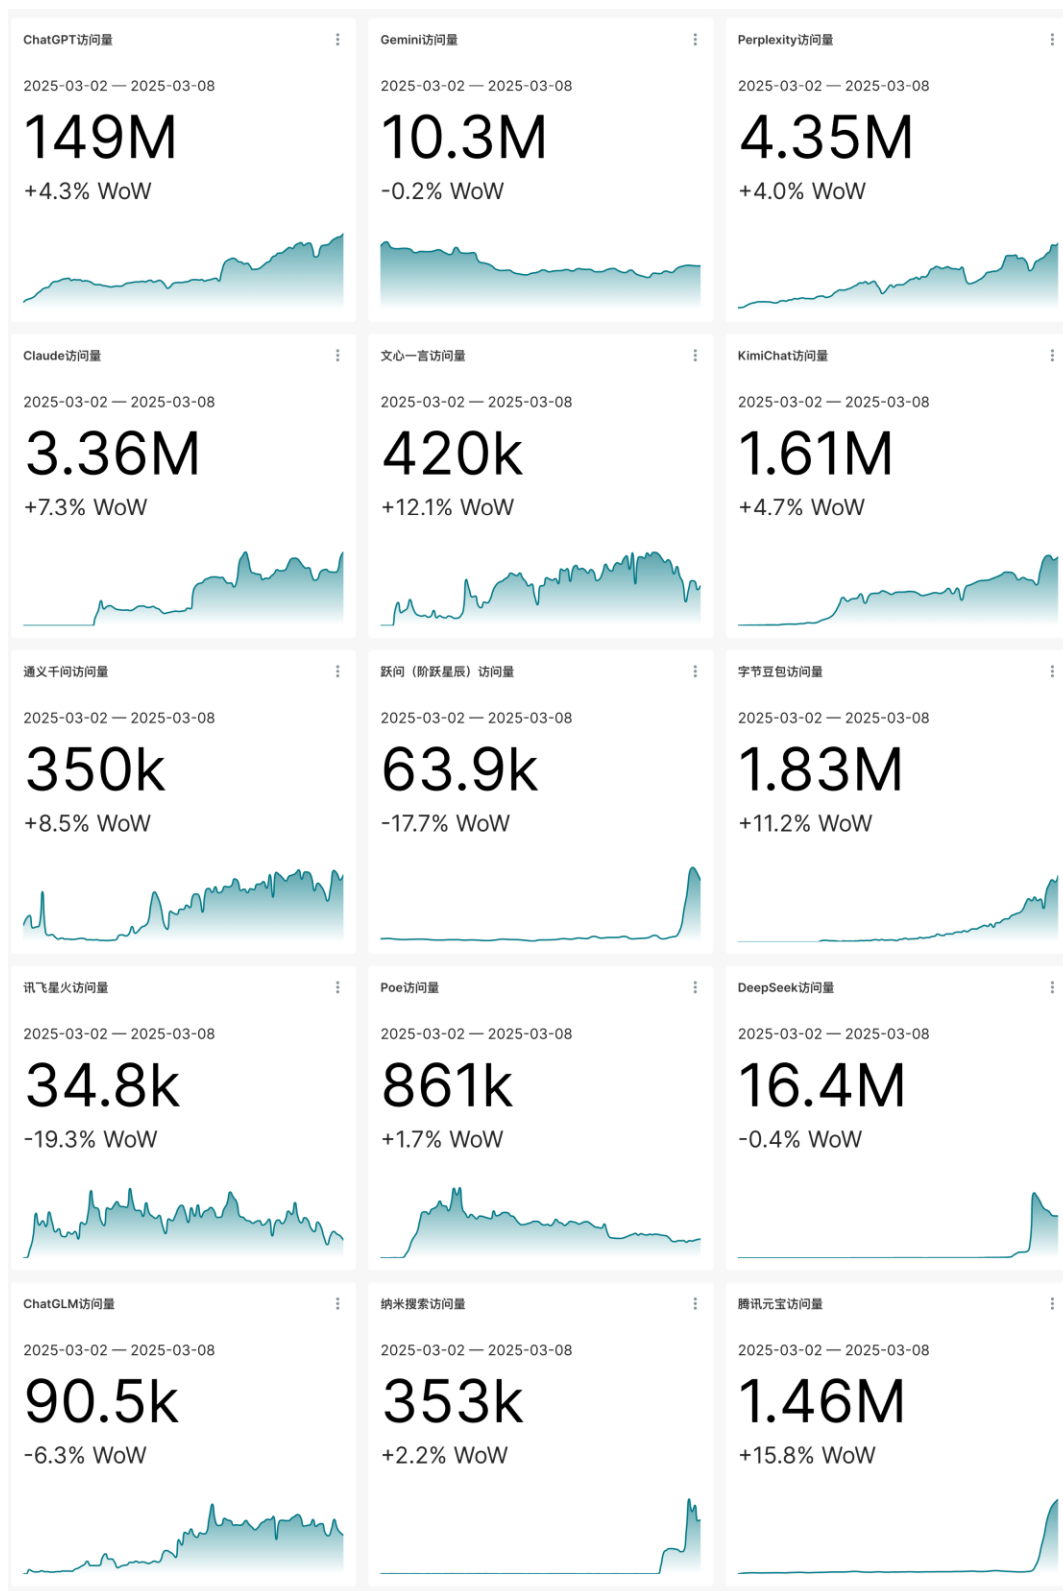 ChatGPT访问量
2025-03-02 — 2025-03-08
149M
+4.3% WoW
Gemini访问量
2025-03-02 — 2025-03-08
10.3M
-0.2% WoW
Perplexity访问量
2025-03-02 — 2025-03-08
4.35M
+4.0% WoW
Claude访问量
2025-03-02 — 2025-03-08
3.36M
+7.3% WoW
文心一言访问量
2025-03-02 — 2025-03-08
420k
+12.1% WoW
KimiChat访问量
2025-03-02 — 2025-03-08
1.61M
+4.7% WoW
通义千问访问量
2025-03-02 — 2025-03-08
350k
+8.5% WoW
跃问（阶跃星辰）访问量
2025-03-02 — 2025-03-08
63.9k
-17.7% WoW
字节豆包访问量
2025-03-02 — 2025-03-08
1.83M
+11.2% WoW
讯飞星火访问量
2025-03-02 — 2025-03-08
34.8k
-19.3% WoW
Poe访问量
2025-03-02 — 2025-03-08
861k
+1.7% WoW
DeepSeek访问量
2025-03-02 — 2025-03-08
16.4M
-0.4% WoW
ChatGLM访问量
2025-03-02 — 2025-03-08
90.5k
-6.3% WoW
纳米搜索访问量
2025-03-02 — 2025-03-08
353k
+2.2% WoW
腾讯元宝访问量
2025-03-02 — 2025-03-08
1.46M
+15.8% WoW